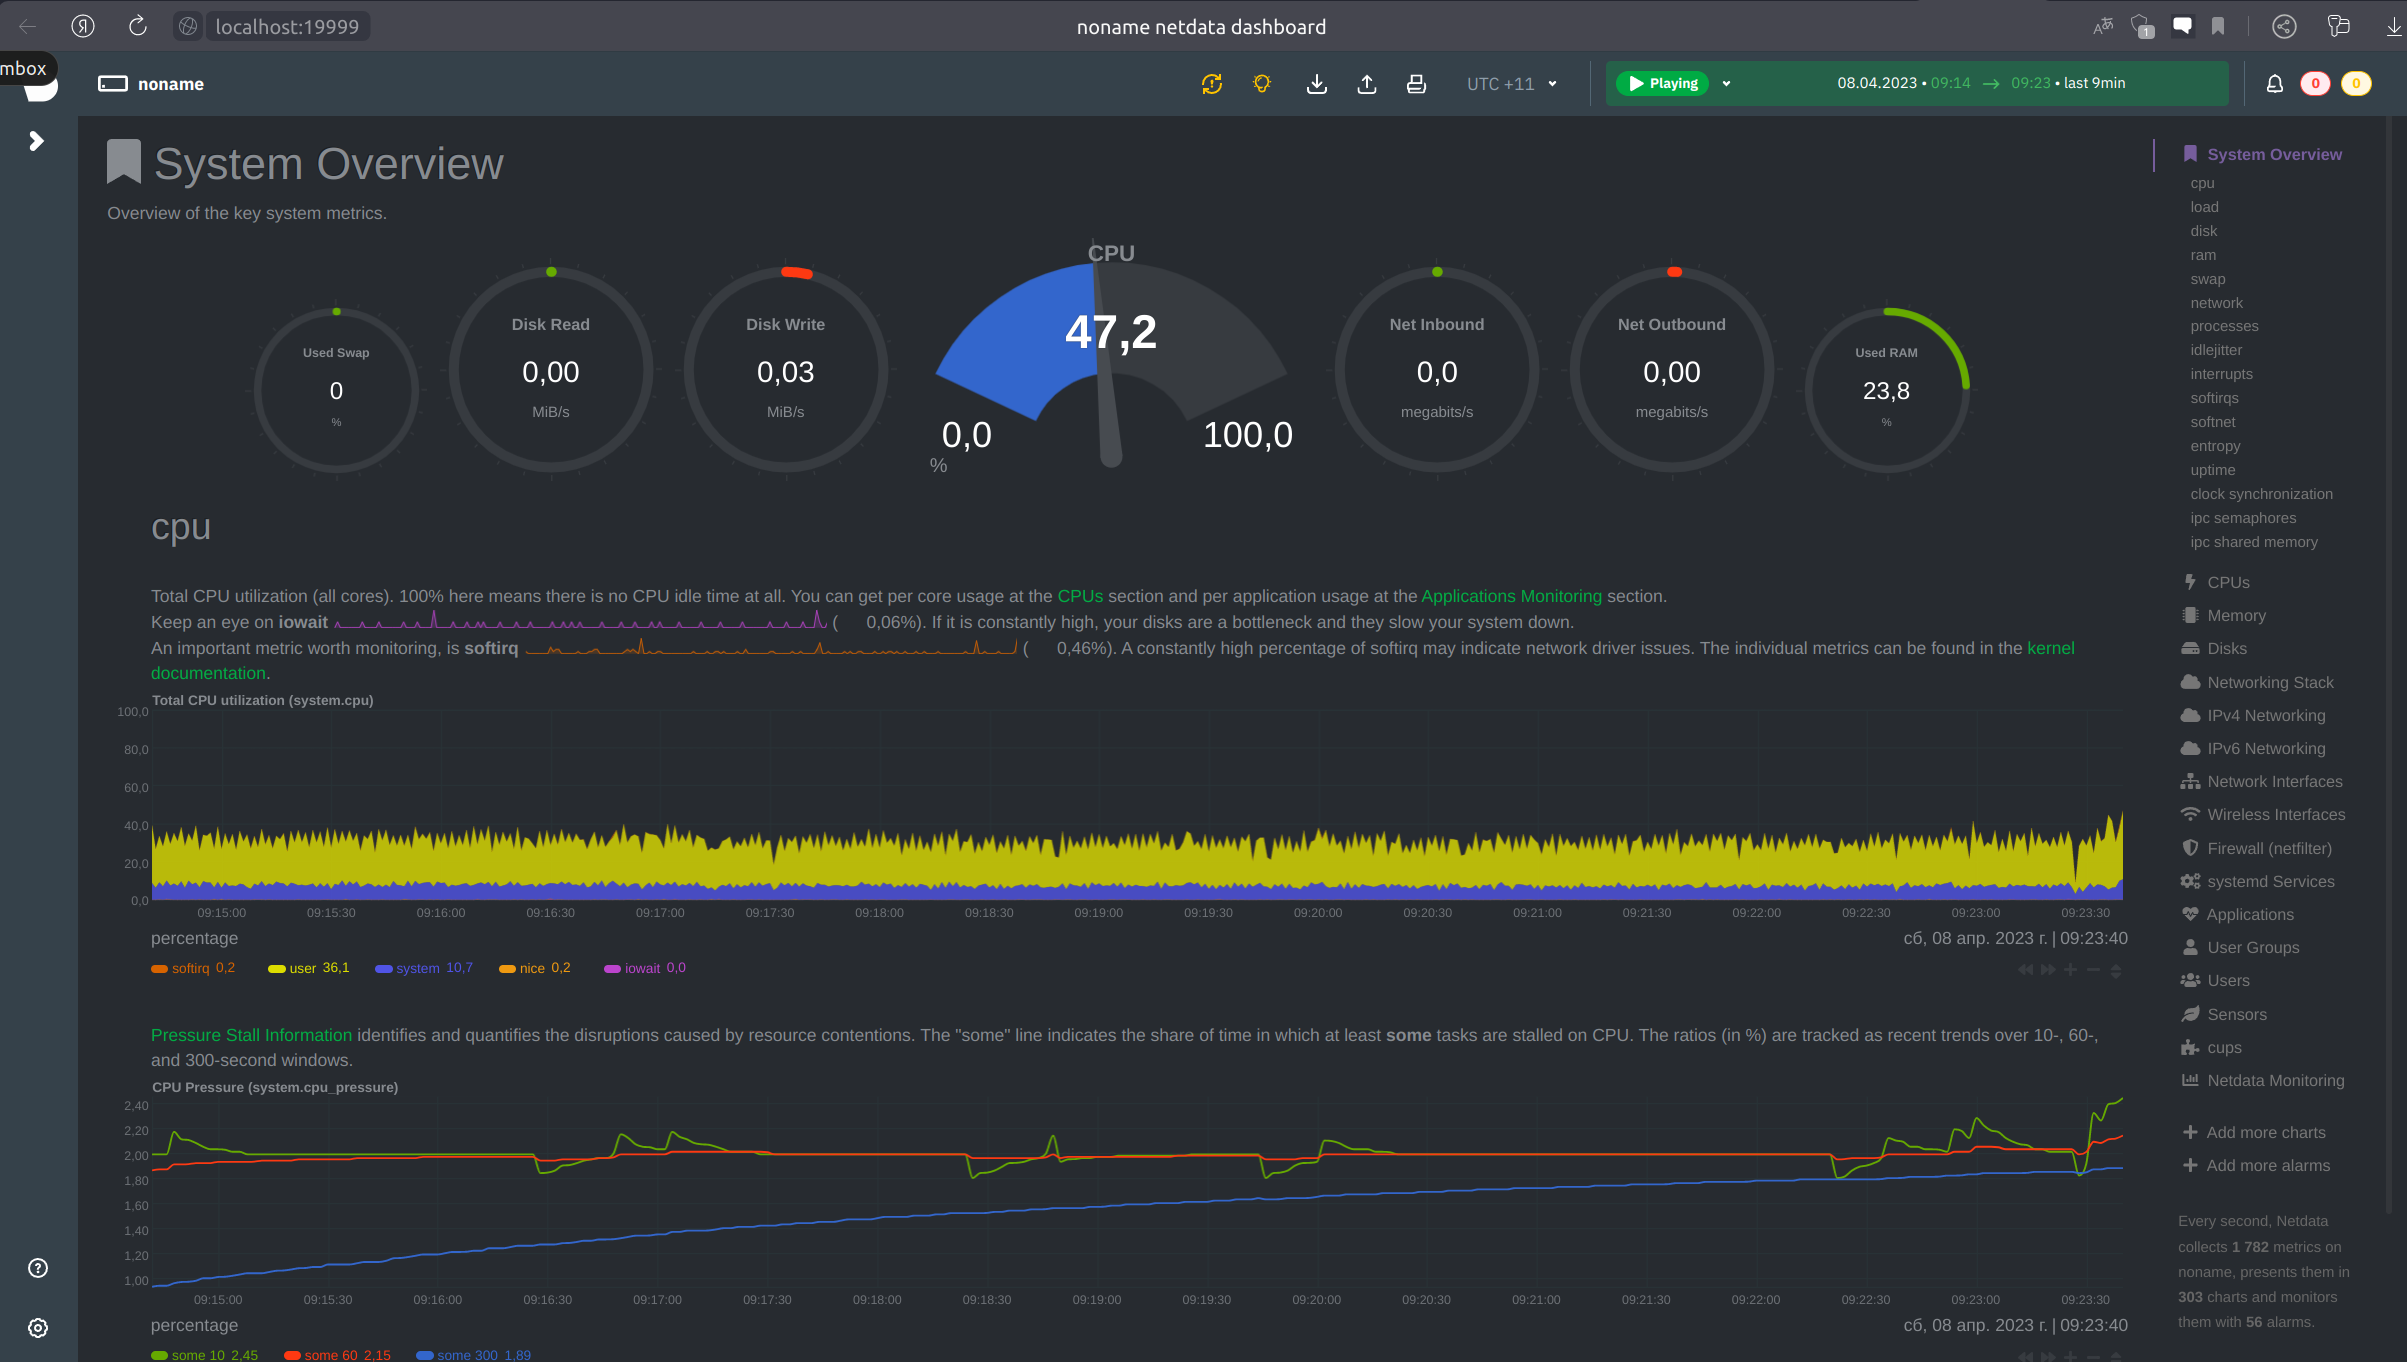 localhost:19999
noname netdata dashboard
1
mbox
noname
UTC +11
Playing
08.04.2023 • 09:14 → 09:23 • last 9min
0
0
System Overview
Overview of the key system metrics.
Used Swap
0
%
Disk Read
0,00
MiB/s
Disk Write
0,03
MiB/s
CPU
47,2
0,0
100,0
%
Net Inbound
0,0
megabits/s
Net Outbound
0,00
megabits/s
Used RAM
23,8
%
cpu
Total CPU utilization (all cores). 100% here means there is no CPU idle time at all. You can get per core usage at the CPUs section and per application usage at the Applications Monitoring section.
Keep an eye on iowait ( 0,06%). If it is constantly high, your disks are a bottleneck and they slow your system down.
An important metric worth monitoring, is softirq ( 0,46%). A constantly high percentage of softirq may indicate network driver issues. The individual metrics can be found in the kernel
documentation.
Total CPU utilization (system.cpu)
100,0
80,0
60,0
40,0
20,0
0,0
09:15:00 09:15:30 09:16:00 09:16:30 09:17:00 09:17:30 09:18:00 09:18:30 09:19:00 09:19:30 09:20:00 09:20:30 09:21:00 09:21:30 09:22:00 09:22:30 09:23:00 09:23:30
percentage
сб, 08 апр. 2023 г. | 09:23:40
softirq 0,2 user 36,1 system 10,7 nice 0,2 iowait 0,0
Pressure Stall Information identifies and quantifies the disruptions caused by resource contentions. The "some" line indicates the share of time in which at least some tasks are stalled on CPU. The ratios (in %) are tracked as recent trends over 10-, 60-,
and 300-second windows.
CPU Pressure (system.cpu_pressure)
2,40
2,20
2,00
1,80
1,60
1,40
1,20
1,00
09:15:00 09:15:30 09:16:00 09:16:30 09:17:00 09:17:30 09:18:00 09:18:30 09:19:00 09:19:30 09:20:00 09:20:30 09:21:00 09:21:30 09:22:00 09:22:30 09:23:00 09:23:30
percentage
сб, 08 апр. 2023 г. | 09:23:40
some 10 2,45 some 60 2,15 some 300 1,89
System Overview
cpu
load
disk
ram
swap
network
processes
idlejitter
interrupts
softirqs
softnet
entropy
uptime
clock synchronization
ipc semaphores
ipc shared memory
CPUs
Memory
Disks
Networking Stack
IPv4 Networking
IPv6 Networking
Network Interfaces
Wireless Interfaces
Firewall (netfilter)
systemd Services
Applications
User Groups
Users
Sensors
cups
Netdata Monitoring
Add more charts
Add more alarms
Every second, Netdata
collects 1 782 metrics on
noname, presents them in
303 charts and monitors
them with 56 alarms.